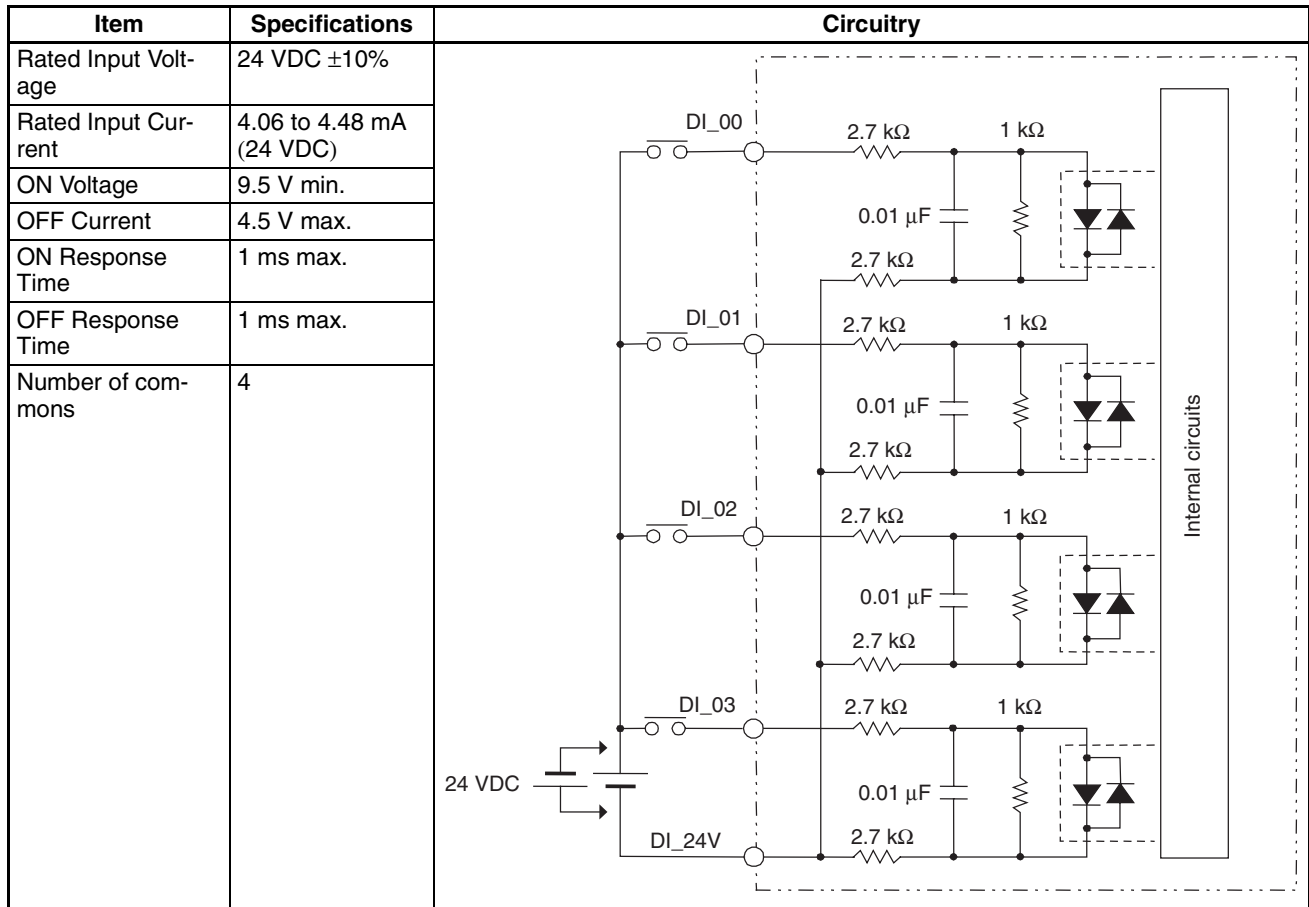 Item Specifications Circuitry
Rated Input Volt-
age
24 VDC ±10%
Rated Input Cur-
rent
4.06 to 4.48 mA
(24 VDC)
ON Voltage
9.5 V min.
OFF Current
4.5 V max.
ON Response
Time
1 ms max.
OFF Response
Time
1 ms max.
Number of com-
mons
4
DI_00
2.7 kΩ
1 kΩ
0.01 μF
2.7 kΩ
DI_01
2.7 kΩ
1 kΩ
0.01 μF
2.7 kΩ
DI_02
2.7 kΩ
1 kΩ
0.01 μF
2.7 kΩ
DI_03
2.7 kΩ
1 kΩ
24 VDC
0.01 μF
DI_24V
2.7 kΩ
Internal circuits